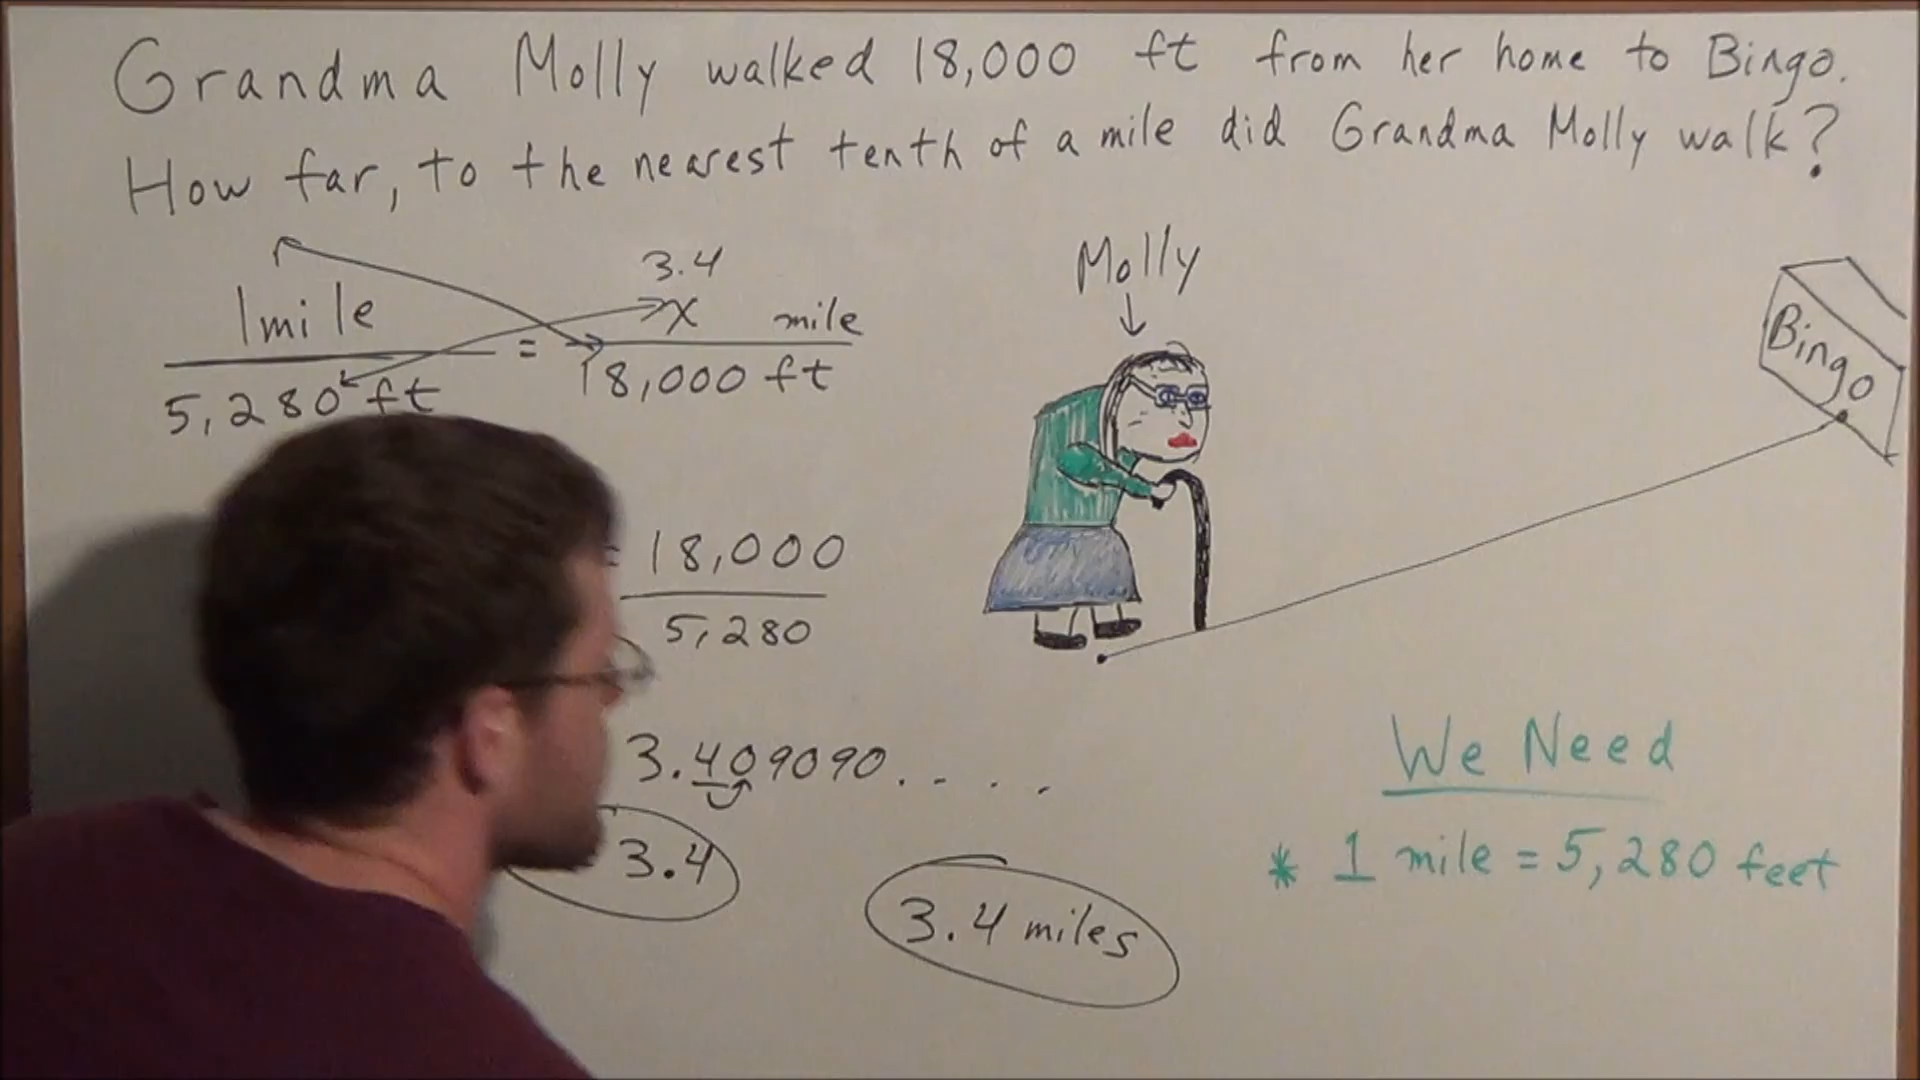 Grandma Molly walked 18,000 ft from her home to Bingo.
How far, to the nearest tenth of a mile did Grandma Molly walk?
3.4
1 mile = x mile
5,280 ft 18,000 ft
Molly
Bingo
= 18,000
5,280
3.409090....
3.4
3.4 miles
We Need
* 1 mile = 5,280 feet